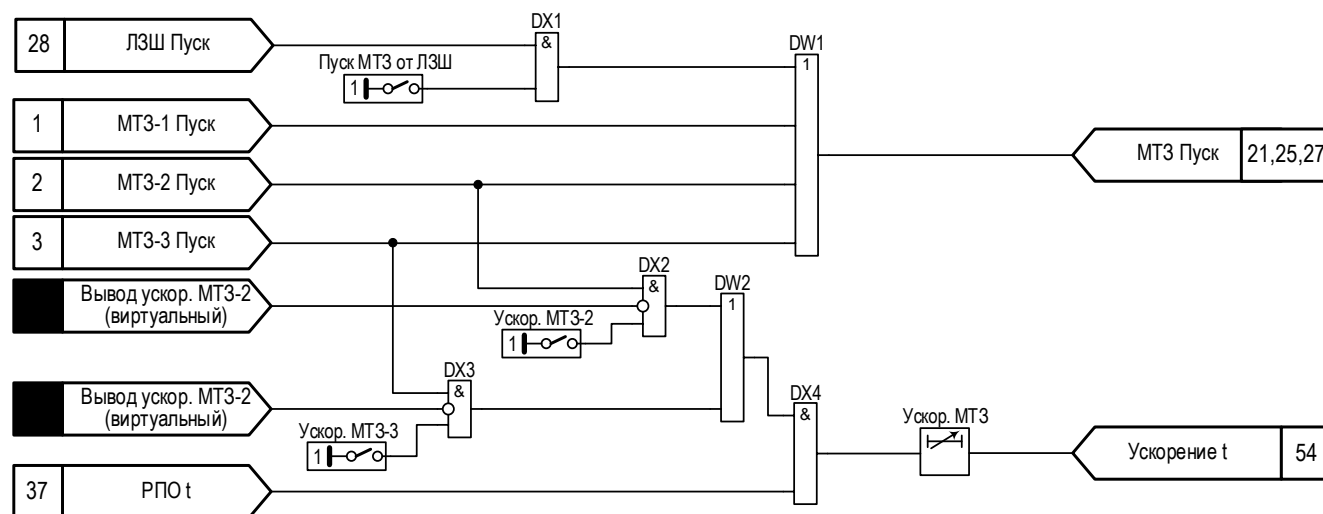 28 ЛЗШ Пуск
DX1
&
Пуск МТЗ от ЛЗШ
1
DW1
1
1 МТЗ-1 Пуск
МТЗ Пуск 21,25,27
2 МТЗ-2 Пуск
3 МТЗ-3 Пуск
Вывод ускор. МТЗ-2
(виртуальный)
DX2
&
Ускор. МТЗ-2
1
DW2
1
Вывод ускор. МТЗ-2
(виртуальный)
DX3
&
Ускор. МТЗ-3
1
DX4
&
Ускор. МТЗ
Ускорение t 54
37 РПО t